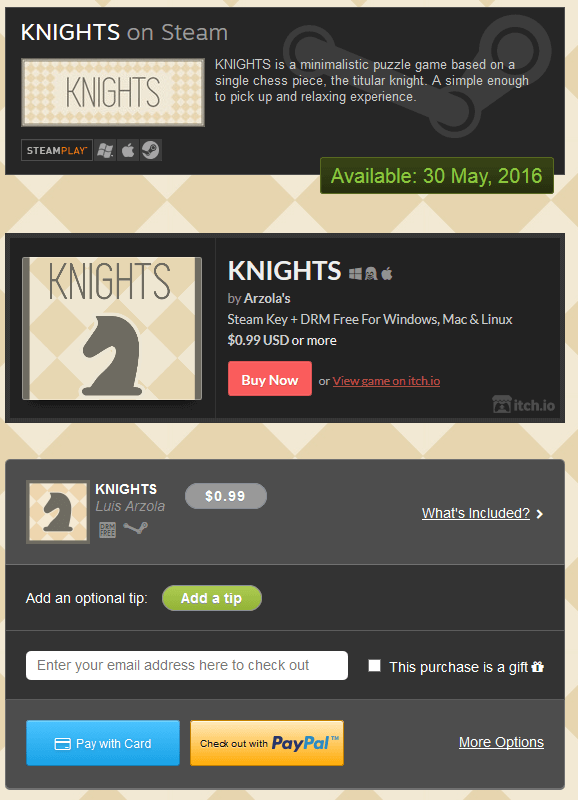 KNIGHTS on Steam
KNIGHTS
KNIGHTS is a minimalistic puzzle game based on a
single chess piece, the titular knight. A simple enough
to pick up and relaxing experience.
STEAMPLAY™
Available: 30 May, 2016
KNIGHTS
KNIGHTS
by Arzola's
Steam Key + DRM Free For Windows, Mac & Linux
$0.99 USD or more
Buy Now or View game on itch.io
itch.io
KNIGHTS
$0.99
Luis Arzola
DRM
FREE
What's Included?
Add an optional tip: Add a tip
Enter your email address here to check out
This purchase is a gift
Pay with Card
Check out with PayPal™
More Options